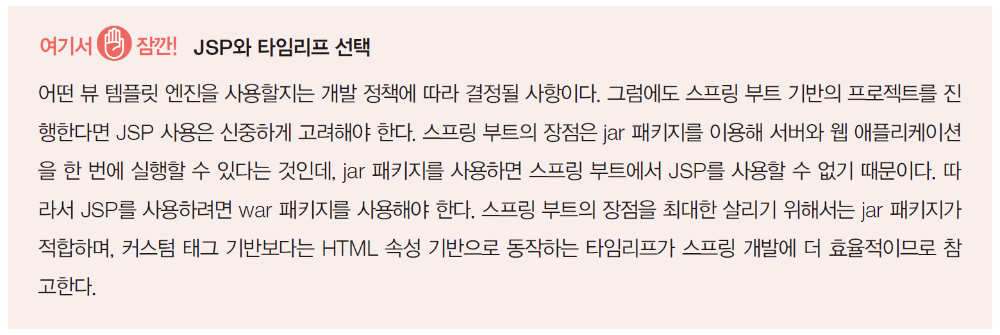 여기서 잠깐! JSP와 타임리프 선택
어떤 뷰 템플릿 엔진을 사용할지는 개발 정책에 따라 결정될 사항이다. 그럼에도 스프링 부트 기반의 프로젝트를 진
행한다면 JSP 사용은 신중하게 고려해야 한다. 스프링 부트의 장점은 jar 패키지를 이용해 서버와 웹 애플리케이션
을 한 번에 실행할 수 있다는 것인데, jar 패키지를 사용하면 스프링 부트에서 JSP를 사용할 수 없기 때문이다. 따
라서 JSP를 사용하려면 war 패키지를 사용해야 한다. 스프링 부트의 장점을 최대한 살리기 위해서는 jar 패키지가
적합하며, 커스텀 태그 기반보다는 HTML 속성 기반으로 동작하는 타임리프가 스프링 개발에 더 효율적이므로 참
고한다.